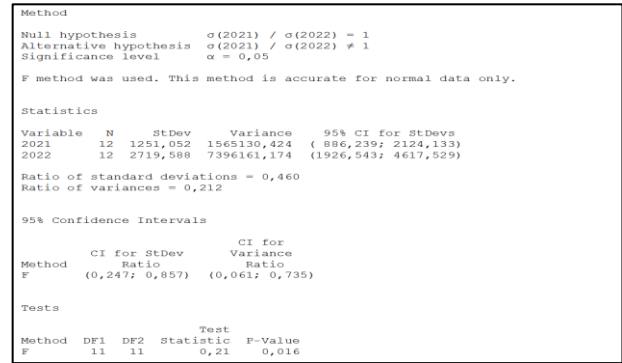 Method
Null hypothesis σ(2021) / σ(2022) = 1
Alternative hypothesis σ(2021) / σ(2022) ≠ 1
Significance level α = 0,05
F method was used. This method is accurate for normal data only.
Statistics
Variable N StDev Variance 95% CI for StDevs
2021 12 1251,052 1565130,424 ( 886,239; 2124,133)
2022 12 2719,588 7396161,174 (1926,543; 4617,529)
Ratio of standard deviations = 0,460
Ratio of variances = 0,212
95% Confidence Intervals
CI for
CI for StDev Variance
Method Ratio Ratio
F (0,247; 0,857) (0,061; 0,735)
Tests
Test
Method DF1 DF2 Statistic P-Value
F 11 11 0,21 0,016